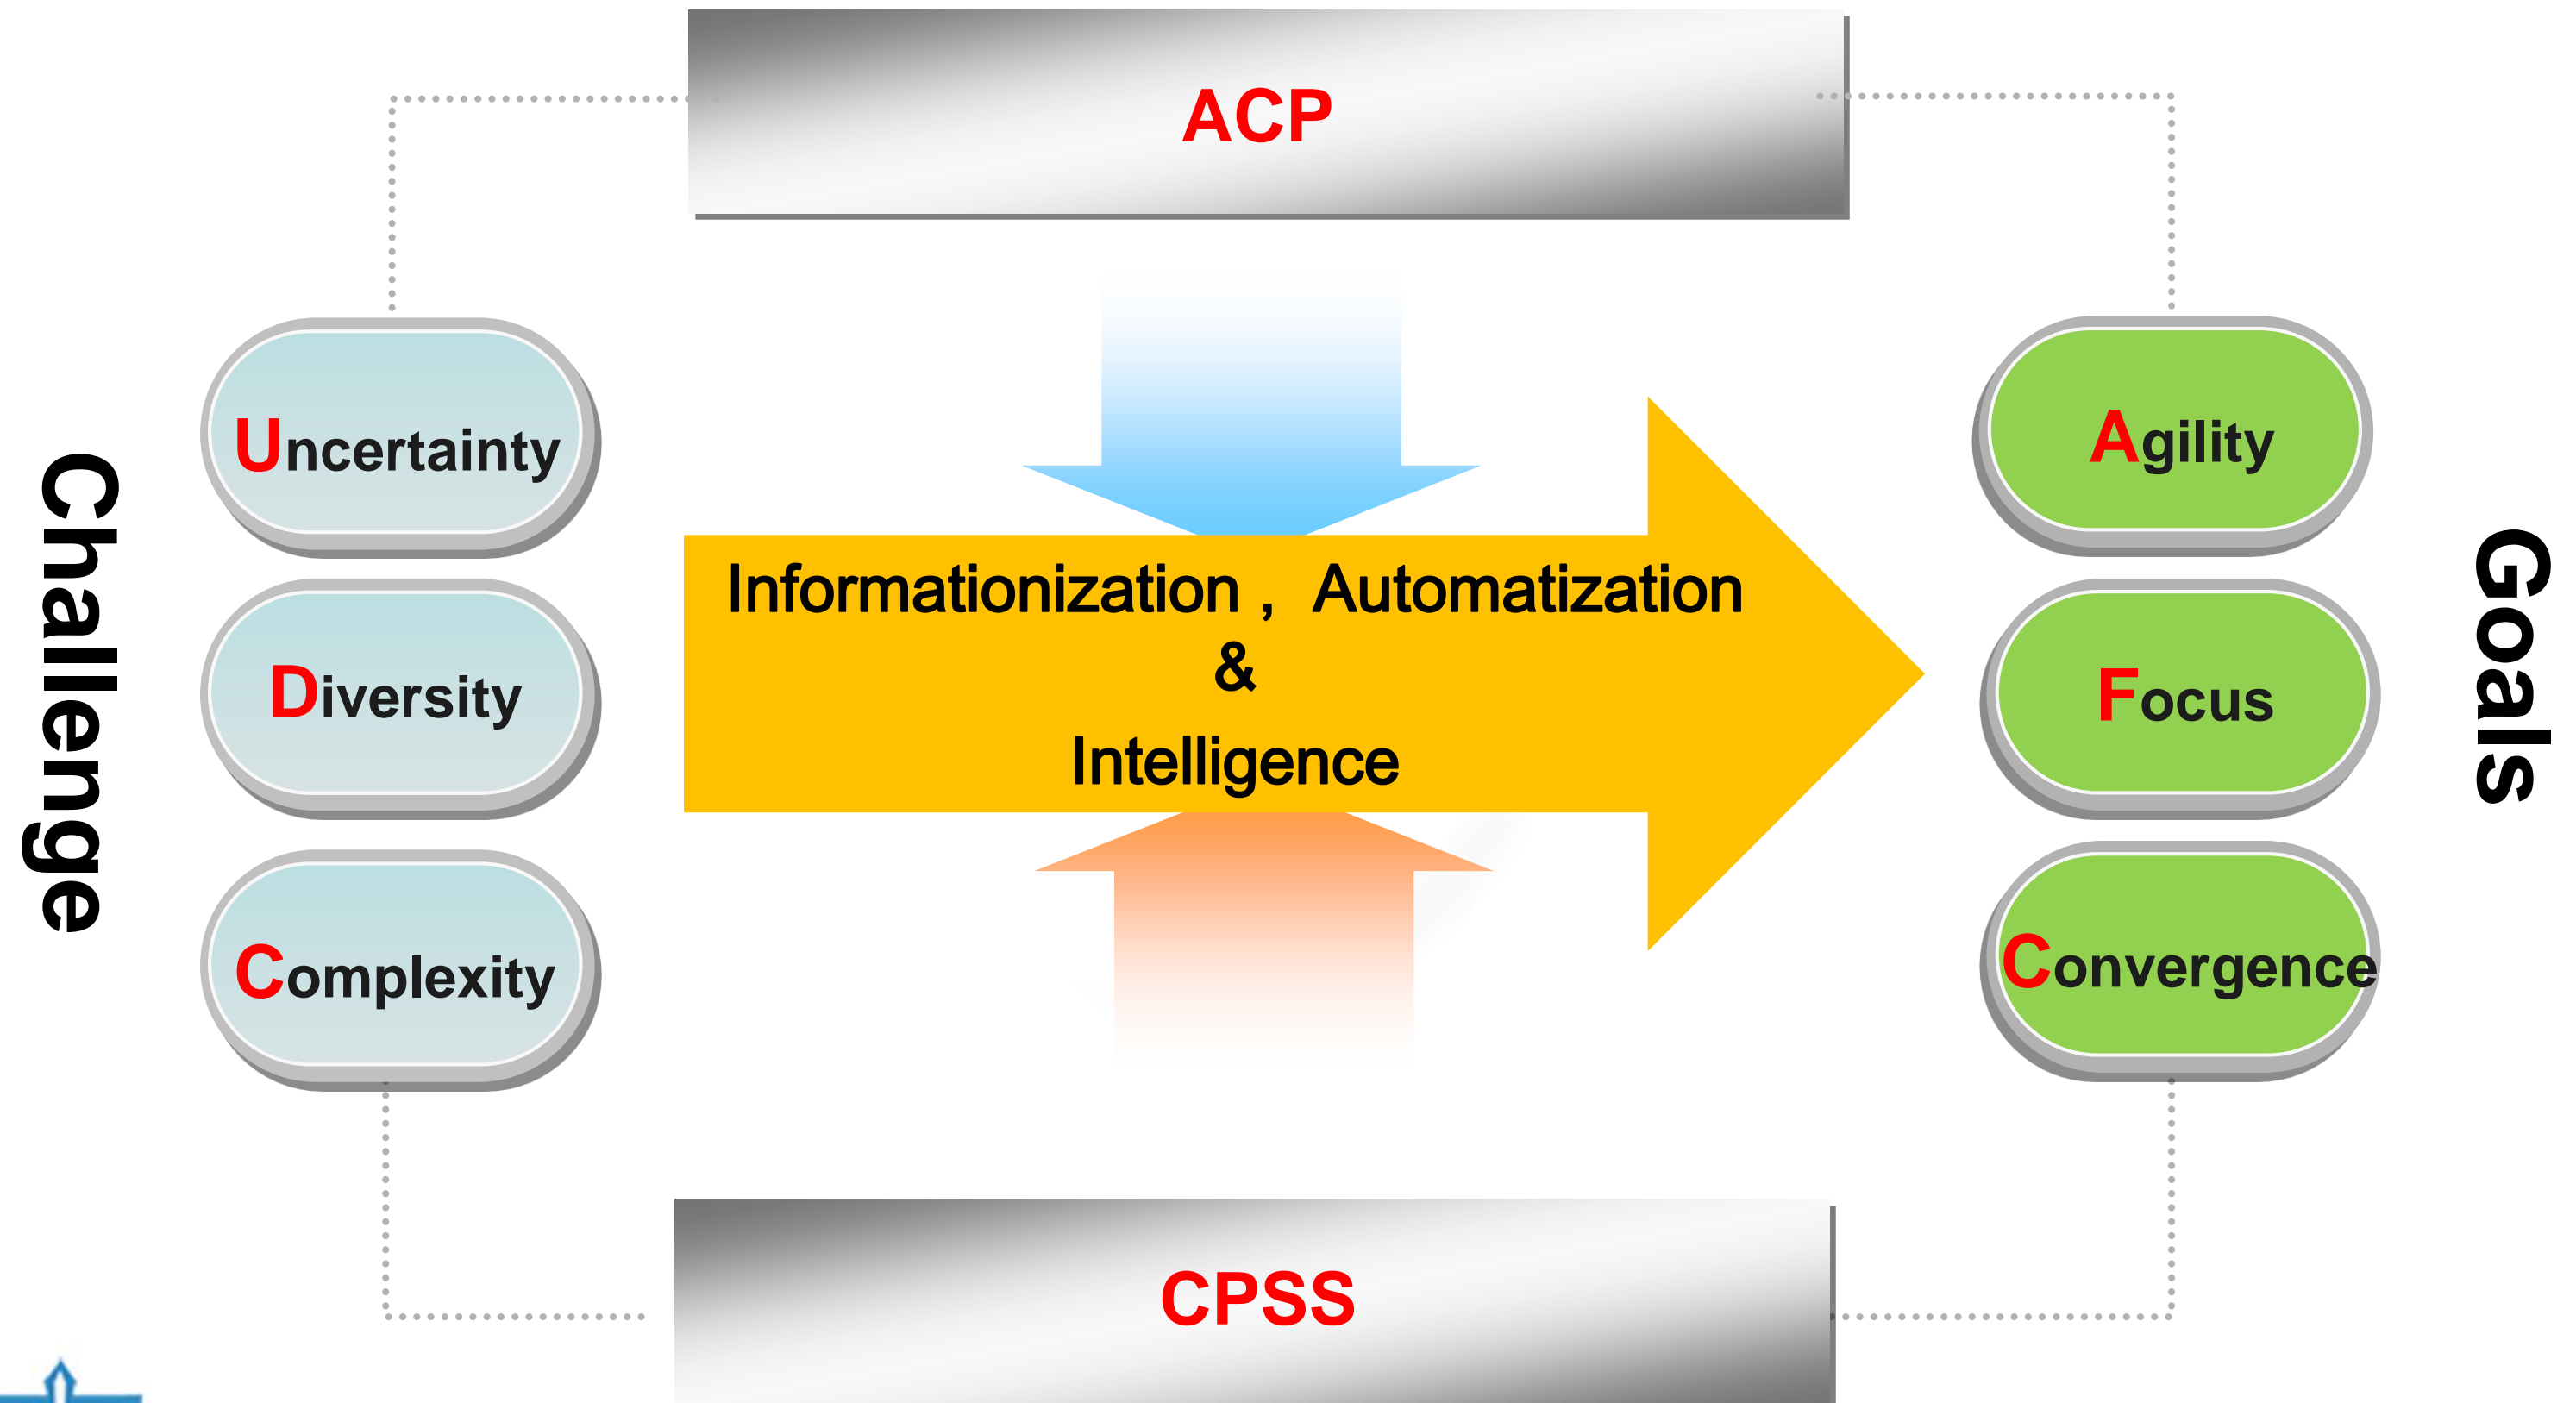 ACP
Challenge
Uncertainty
Diversity
Complexity
Informationization ,  Automatization
&
Intelligence
Agility
Focus
Convergence
Goals
CPSS